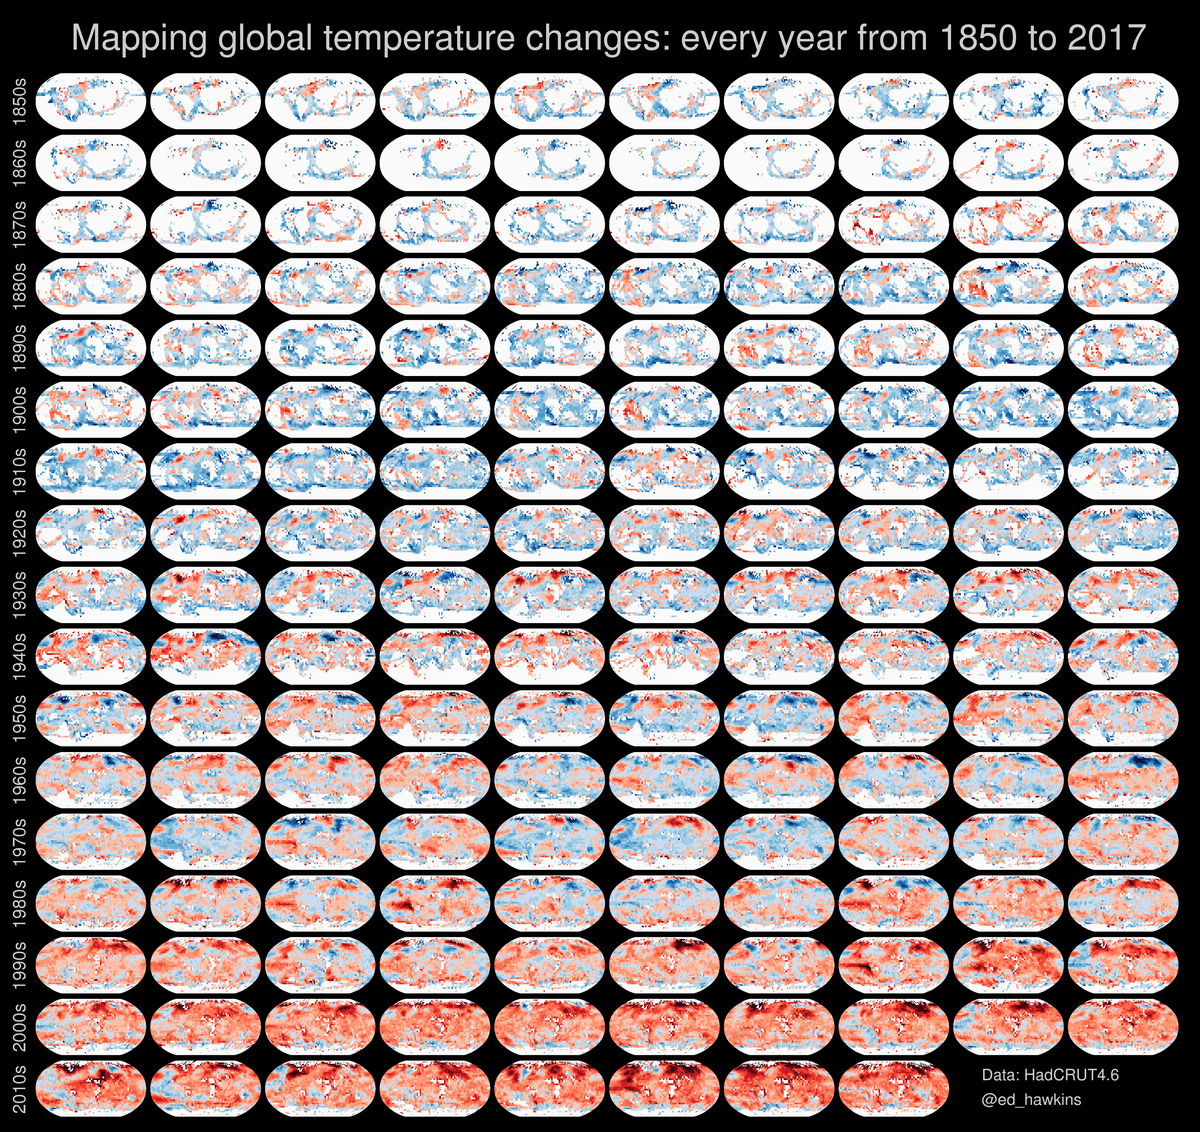 Mapping global temperature changes: every year from 1850 to 2017
1850s
1860s
1870s
1880s
1890s
1900s
1910s
1920s
1930s
1940s
1950s
1960s
1970s
1980s
1990s
2000s
2010s
Data: HadCRUT4.6
@ed_hawkins